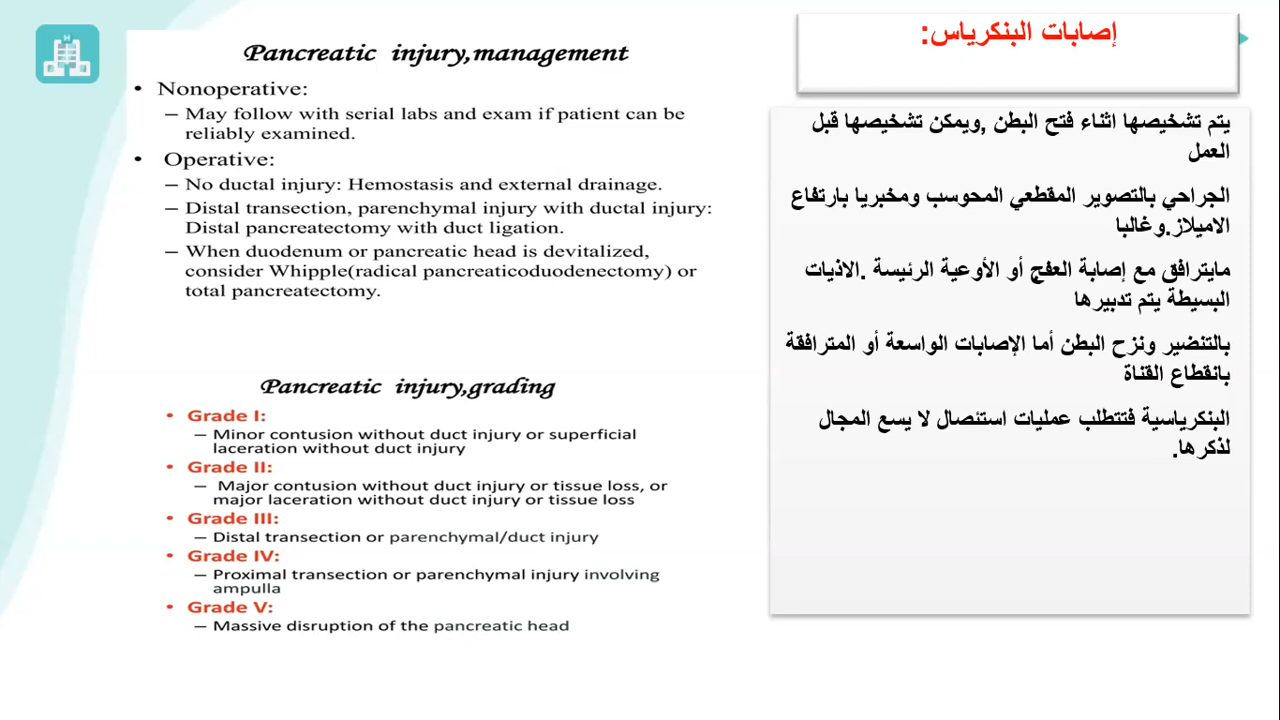 Pancreatic injury,management
• Nonoperative:
– May follow with serial labs and exam if patient can be
reliably examined.
• Operative:
– No ductal injury: Hemostasis and external drainage.
– Distal transection, parenchymal injury with ductal injury:
Distal pancreatectomy with duct ligation.
– When duodenum or pancreatic head is devitalized,
consider Whipple(radical pancreaticoduodenectomy) or
total pancreatectomy.
Pancreatic injury,grading
• Grade I:
– Minor contusion without duct injury or superficial
laceration without duct injury
• Grade II:
– Major contusion without duct injury or tissue loss, or
major laceration without duct injury or tissue loss
• Grade III:
– Distal transection or parenchymal/duct injury
• Grade IV:
– Proximal transection or parenchymal injury involving
ampulla
• Grade V:
– Massive disruption of the pancreatic head
إصابات البنكرياس:
يتم تشخيصها اثناء فتح البطن ,ويمكن تشخيصها قبل
العمل
الجراحي بالتصوير المقطعي المحوسب ومخبريا بارتفاع
الاميلاز.وغالبا
مايترافق مع إصابة العفج أو الأوعية الرئيسة .الاذيات
البسيطة يتم تدبيرها
بالتنضير ونزح البطن أما الإصابات الواسعة أو المترافقة
بانقطاع القناة
البنكرياسية فتتطلب عمليات استئصال لا يسع المجال
لذكرها.
H